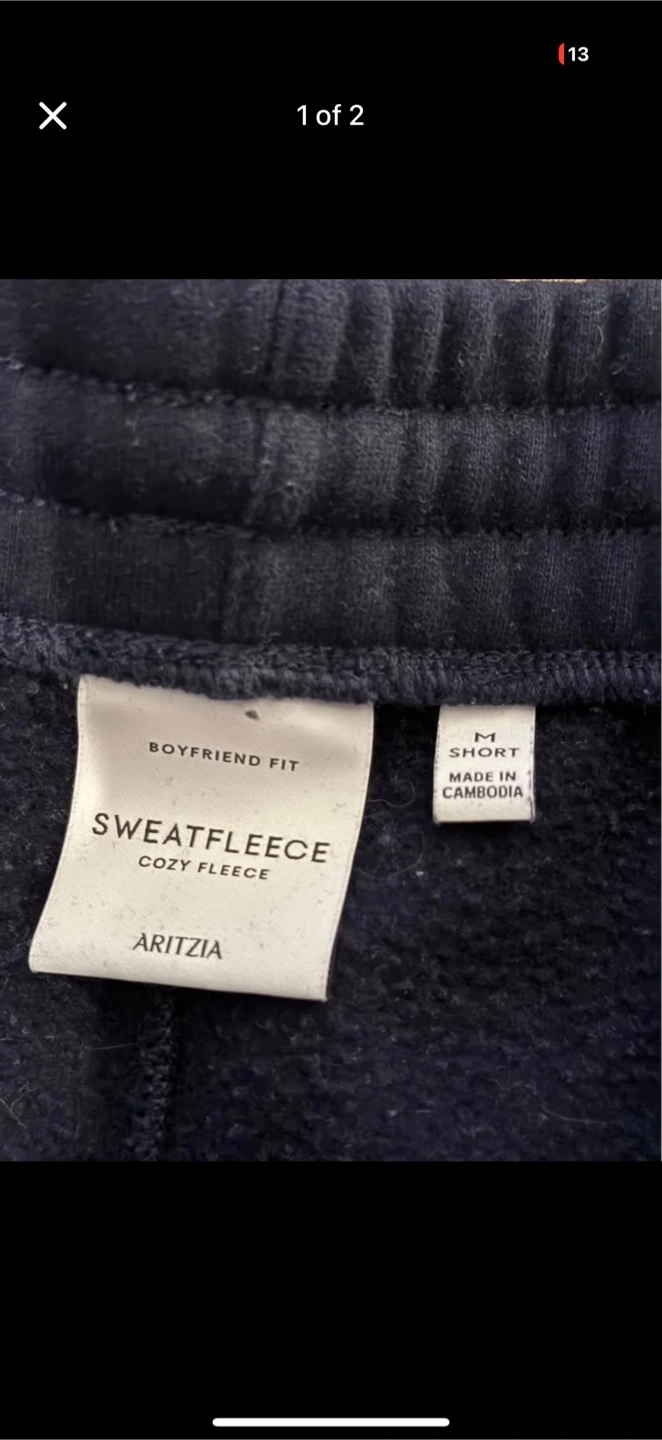 13
1 of 2
BOYFRIEND FIT
SWEATFLEECE
COZY FLEECE
ARITZIA
M
SHORT
MADE IN
CAMBODIA